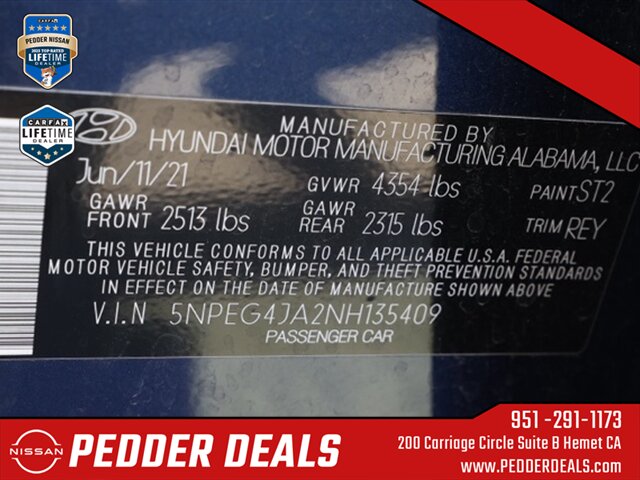 CARFAX
PEDDER NISSAN
2023 TOP-RATED
LIFETIME
DEALER
CARFAX
LIFETIME
DEALER
MANUFACTURED BY
HYUNDAI MOTOR MANUFACTURING ALABAMA, LLC
Jun/11/21 GVWR 4354 lbs PAINT ST2
GAWR FRONT 2513 lbs GAWR REAR 2315 lbs TRIM REY
THIS VEHICLE CONFORMS TO ALL APPLICABLE U.S.A. FEDERAL
MOTOR VEHICLE SAFETY, BUMPER, AND THEFT PREVENTION STANDARDS
IN EFFECT ON THE DATE OF MANUFACTURE SHOWN ABOVE.
V.I.N 5NPEG4JA2NH135409
PASSENGER CAR
NISSAN
PEDDER DEALS
951 -291-1173
200 Carriage Circle Suite B Hemet CA
www.PEDDERDEALS.com